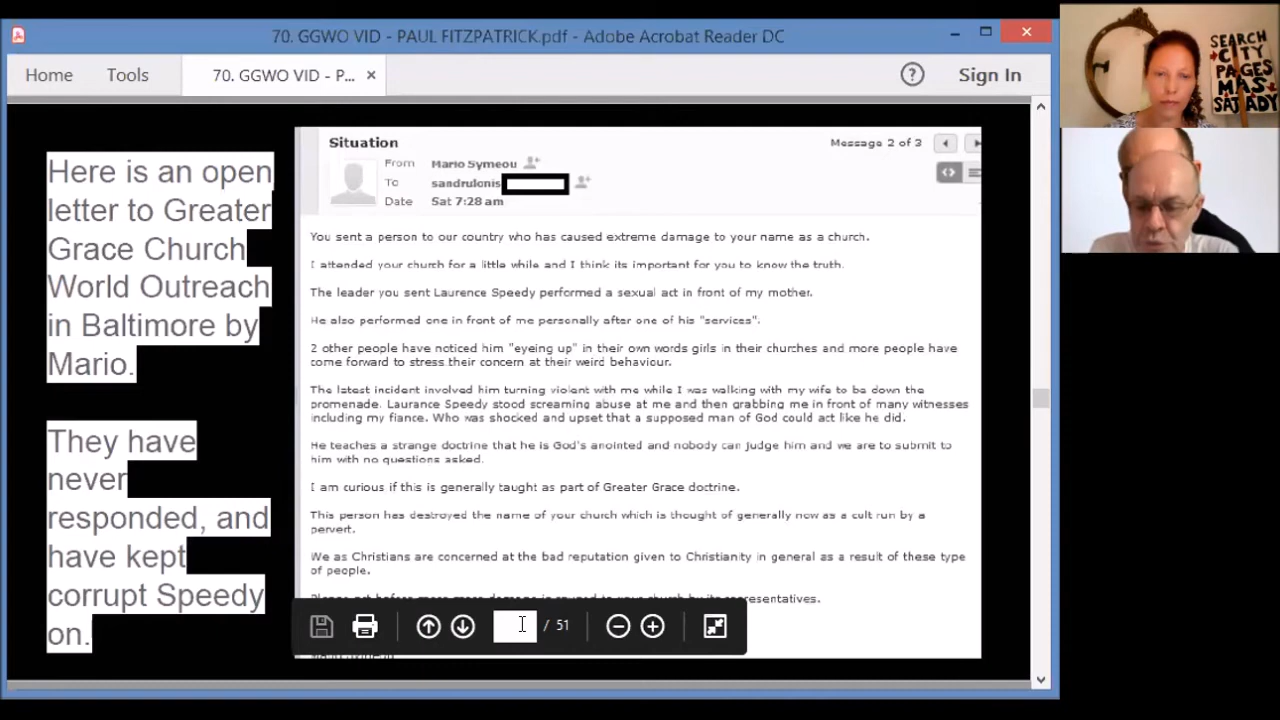 70. GGWO VID - PAUL FITZPATRICK.pdf - Adobe Acrobat Reader DC
Home
Tools
70. GGWO VID - P...
×
?
Sign In
Here is an open
letter to Greater
Grace Church
World Outreach
in Baltimore by
Mario.
They have
never
responded, and
have kept
corrupt Speedy
on.
Situation
Message 2 of 3
From Mario Symeou
To sandrulonis
Date Sat 7:28 am
You sent a person to our country who has caused extreme damage to your name as a church.
I attended your church for a little while and I think its important for you to know the truth.
The leader you sent Laurence Speedy performed a sexual act in front of my mother.
He also performed one in front of me personally after one of his "services".
2 other people have noticed him "eyeing up" in their own words girls in their churches and more people have
come forward to stress their concern at their weird behaviour.
The latest incident involved him turning violent with me while I was walking with my wife to be down the
promenade. Laurance Speedy stood screaming abuse at me and then grabbing me in front of many witnesses
including my fiance. Who was shocked and upset that a supposed man of God could act like he did.
He teaches a strange doctrine that he is God's anointed and nobody can judge him and we are to submit to
him with no questions asked.
I am curious if this is generally taught as part of Greater Grace doctrine.
This person has destroyed the name of your church which is thought of generally now as a cult run by a
pervert.
We as Christians are concerned at the bad reputation given to Christianity in general as a result of these type
of people.
/ 51
SEARCH
CITY
PAGES